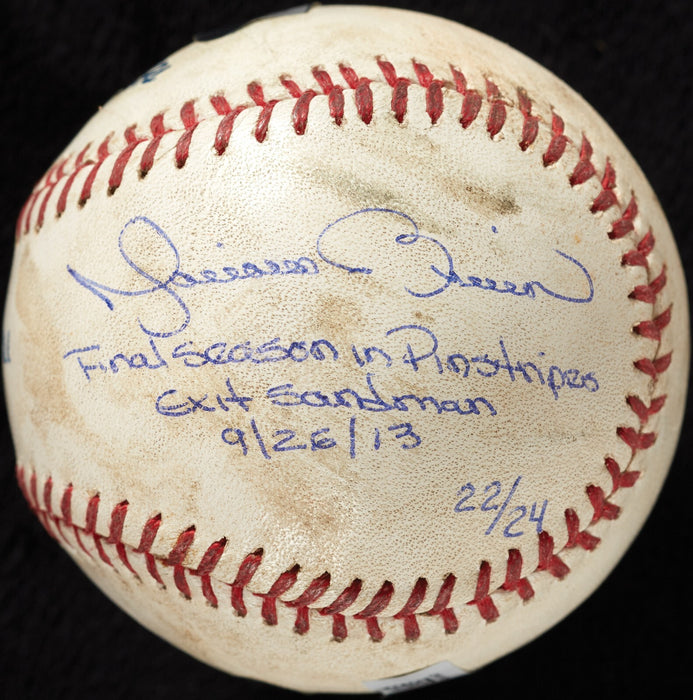 Mariano Rivera
Final Season in Pinstripes
Exit Sandman
9/26/13
22/24